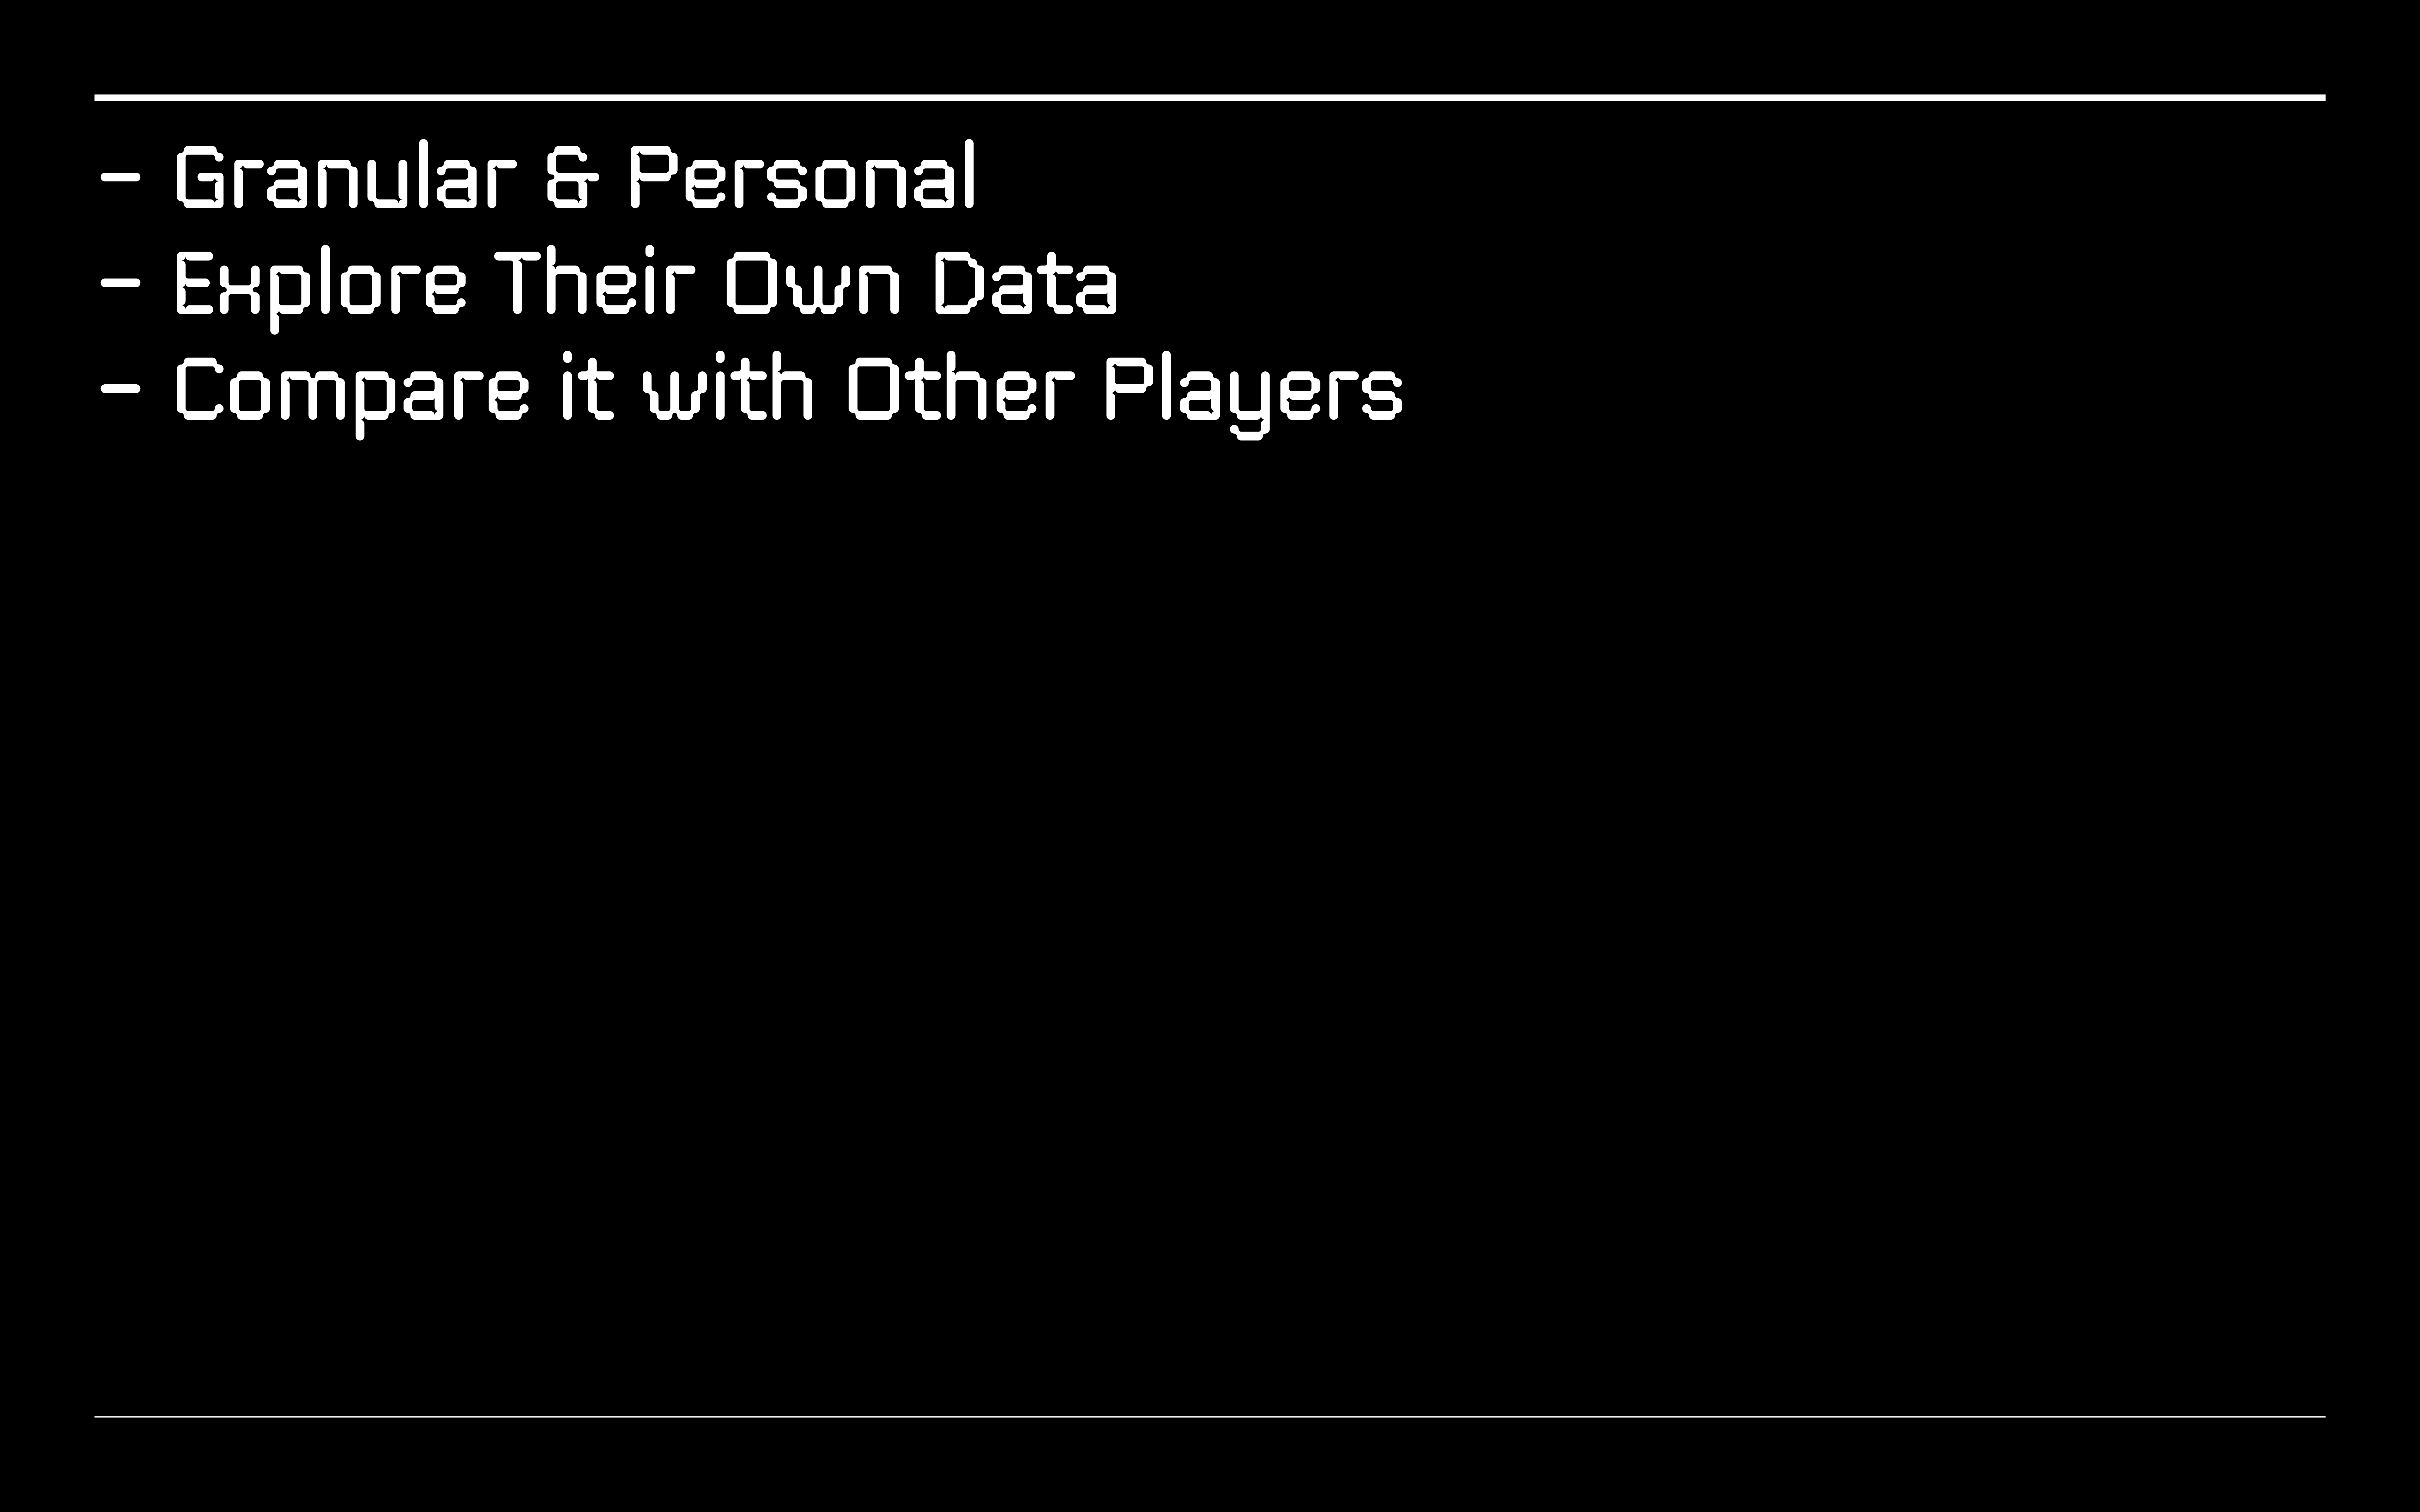 - Granular & Personal
- Explore Their Own Data
- Compare it with Other Players